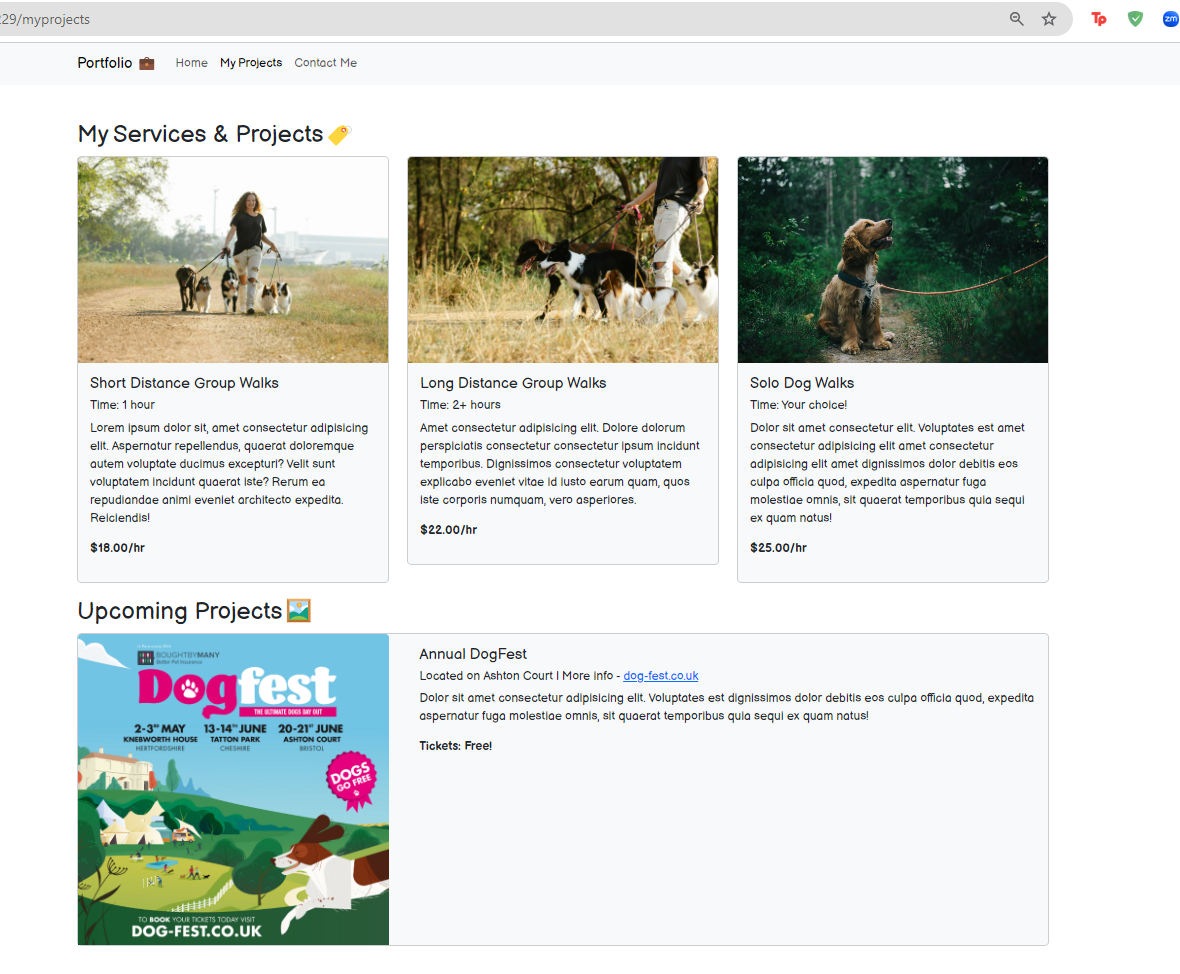 229/myprojects
Tp
zm
Portfolio 💼 Home My Projects Contact Me
My Services & Projects 🏷️
Short Distance Group Walks
Time: 1 hour
Lorem ipsum dolor sit, amet consectetur adipisicing
elit. Aspernatur repellendus, quaerat doloremque
autem voluptate ducimus excepturi? Velit sunt
voluptatem incidunt quaerat iste? Rerum ea
repudiandae animi eveniet architecto expedita.
Reiciendis!
$18.00/hr
Long Distance Group Walks
Time: 2+ hours
Amet consectetur adipisicing elit. Dolore dolorum
perspiciatis consectetur consectetur ipsum incidunt
temporibus. Dignissimos consectetur voluptatem
explicabo eveniet vitae id iusto earum quam, quos
iste corporis numquam, vero asperiores.
$22.00/hr
Solo Dog Walks
Time: Your choice!
Dolor sit amet consectetur elit. Voluptates est amet
consectetur adipisicing elit amet consectetur
adipisicing elit amet dignissimos dolor debitis eos
culpa officia quod, expedita aspernatur fuga
molestiae omnis, sit quaerat temporibus quia sequi
ex quam natus!
$25.00/hr
Upcoming Projects 🖼️
BOUGHTBYMANY
Better Pet Insurance
Dogfest
THE ULTIMATE DOGS DAY OUT
2-3RD MAY 13-14TH JUNE 20-21ST JUNE
KNEBWORTH HOUSE TATTON PARK ASHTON COURT
HERTFORDSHIRE CHESHIRE BRISTOL
DOGS
GO FREE
TO BOOK YOUR TICKETS TODAY VISIT
DOG-FEST.CO.UK
Annual DogFest
Located on Ashton Court | More info - dog-fest.co.uk
Dolor sit amet consectetur adipisicing elit. Voluptates est dignissimos dolor debitis eos culpa officia quod, expedita
aspernatur fuga molestiae omnis, sit quaerat temporibus quia sequi ex quam natus!
Tickets: Free!